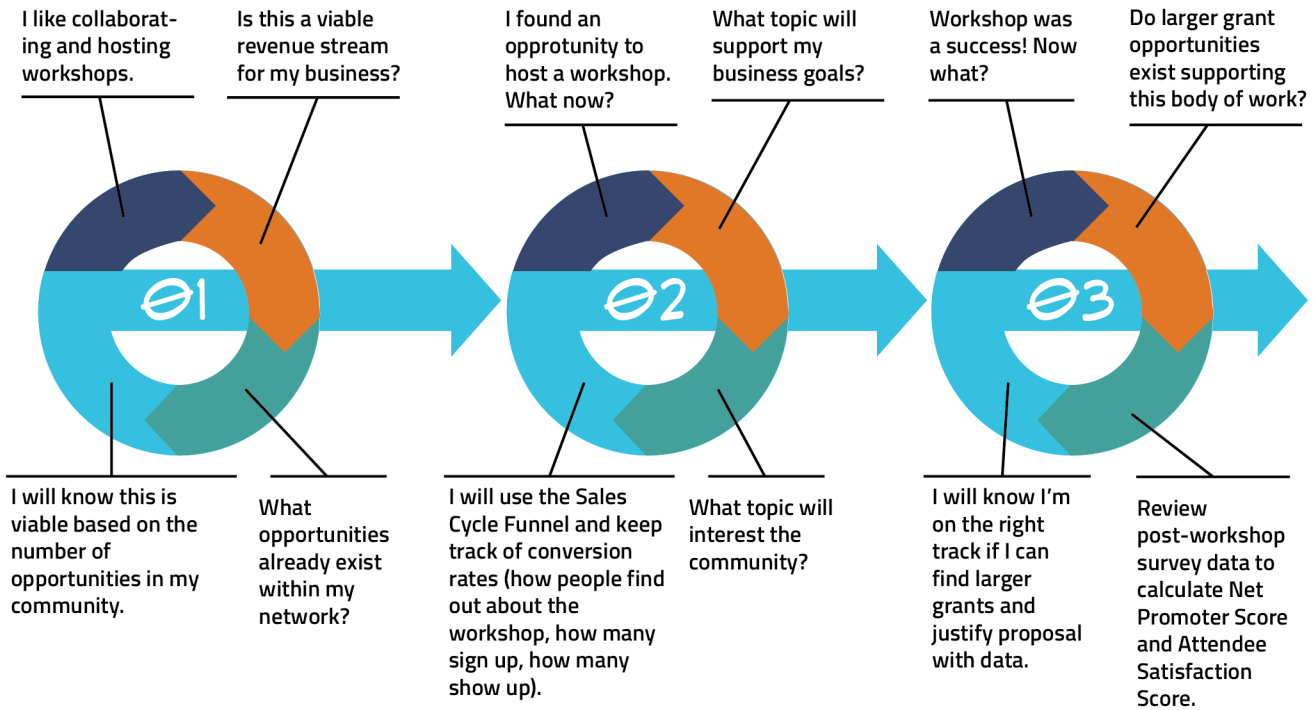 I like collaborat-
ing and hosting
workshops.
Is this a viable
revenue stream
for my business?
I found an
opprotunity to
host a workshop.
What now?
What topic will
support my
business goals?
Workshop was
a success! Now
what?
Do larger grant
opportunities
exist supporting
this body of work?
01
02
03
I will know this is
viable based on the
number of
opportunities in my
community.
What
opportunities
already exist
within my
network?
I will use the Sales
Cycle Funnel and keep
track of conversion
rates (how people find
out about the
workshop, how many
sign up, how many
show up).
What topic will
interest the
community?
I will know I’m
on the right
track if I can
find larger
grants and
justify proposal
with data.
Review
post-workshop
survey data to
calculate Net
Promoter Score
and Attendee
Satisfaction
Score.